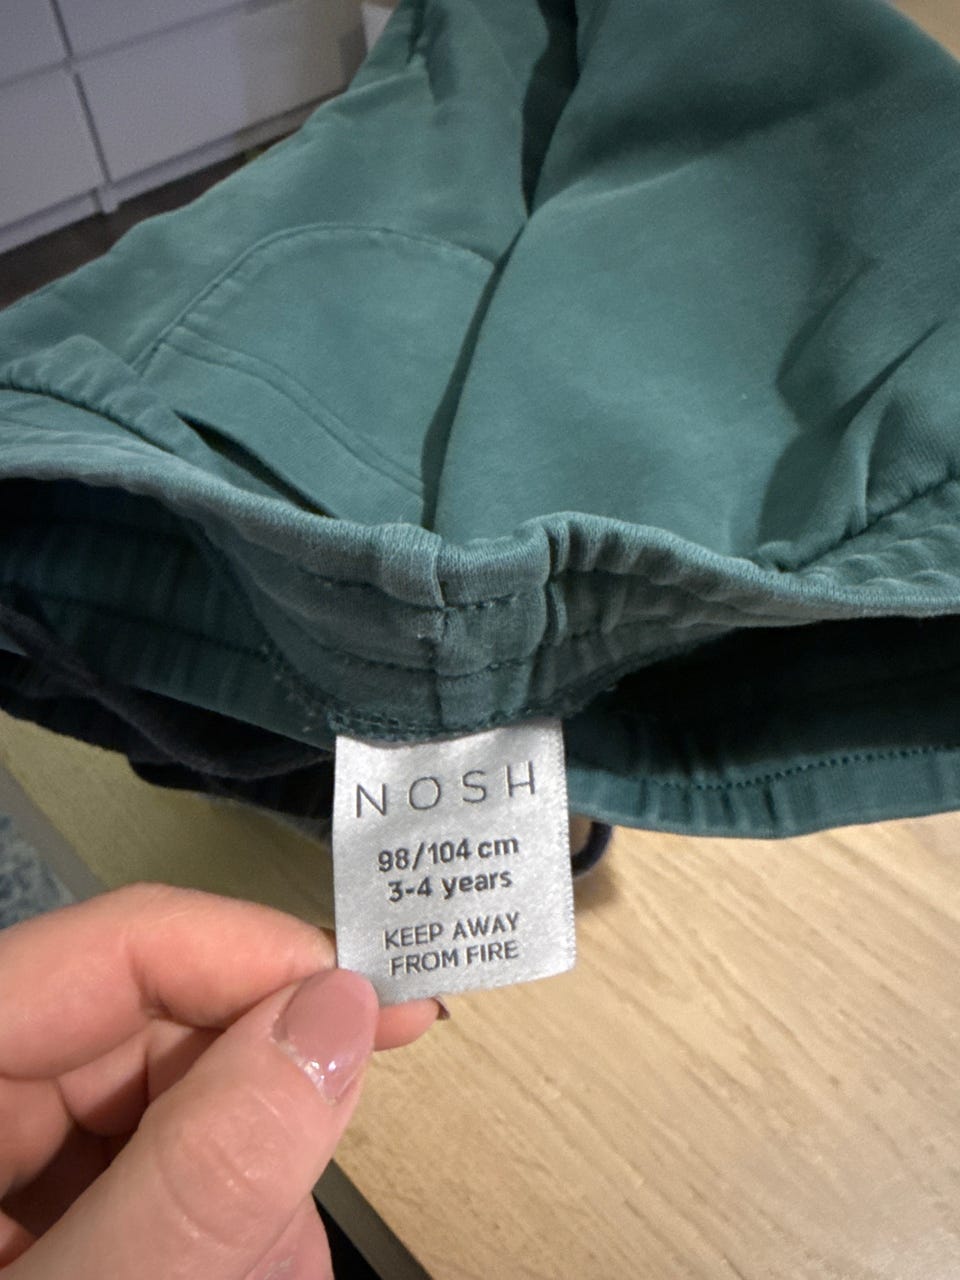 NOSH
98/104 cm
3-4 years
KEEP AWAY
FROM FIRE